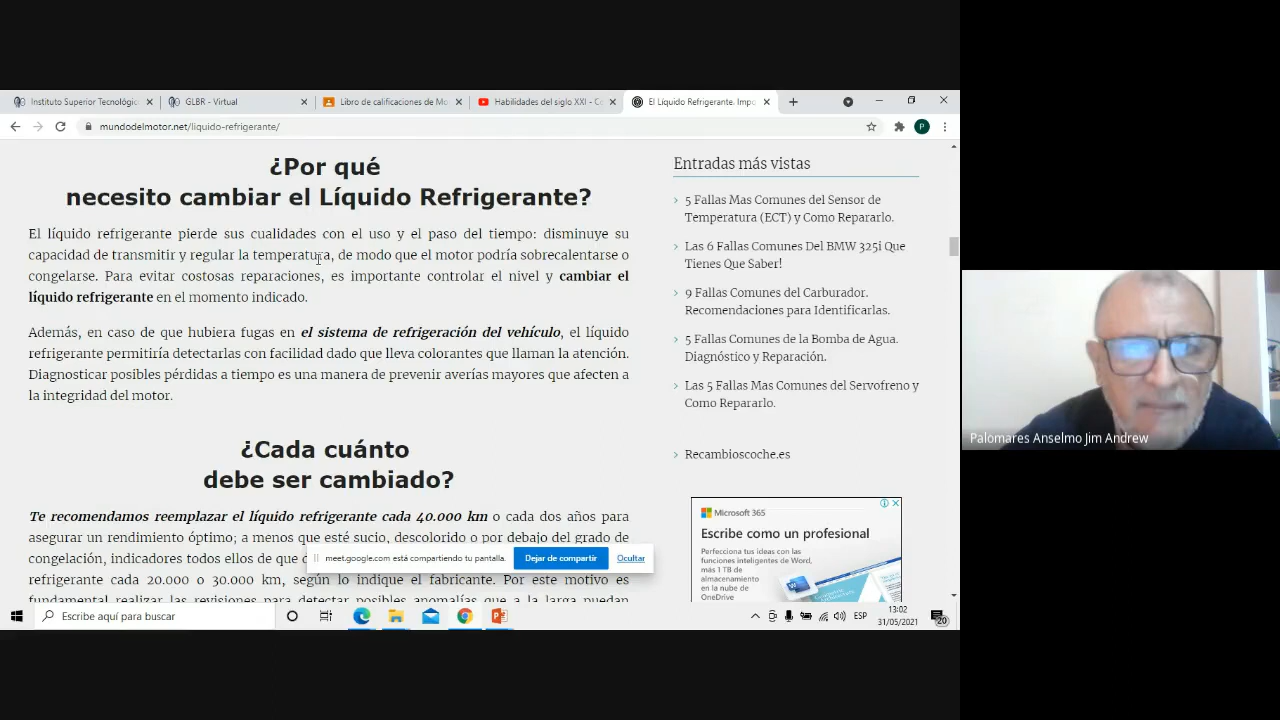 Instituto Superior Tecnológic
GLBR - Virtual
Libro de calificaciones de Mo
Habilidades del siglo XXI - C
El Líquido Refrigerante. Impo
mundodelmotor.net/liquido-refrigerante/
P
¿Por qué
necesito cambiar el Líquido Refrigerante?
El líquido refrigerante pierde sus cualidades con el uso y el paso del tiempo: disminuye su
capacidad de transmitir y regular la temperatura, de modo que el motor podría sobrecalentarse o
congelarse. Para evitar costosas reparaciones, es importante controlar el nivel y cambiar el
líquido refrigerante en el momento indicado.
Además, en caso de que hubiera fugas en el sistema de refrigeración del vehículo, el líquido
refrigerante permitiría detectarlas con facilidad dado que lleva colorantes que llaman la atención.
Diagnosticar posibles pérdidas a tiempo es una manera de prevenir averías mayores que afecten a
la integridad del motor.
¿Cada cuánto
debe ser cambiado?
Te recomendamos reemplazar el líquido refrigerante cada 40.000 km o cada dos años para
asegurar un rendimiento óptimo; a menos que esté sucio, descolorido o por debajo del grado de
congelación, indicadores todos ellos de que
refrigerante cada 20.000 o 30.000 km, según lo indique el fabricante. Por este motivo es
fundamental realizar las revisiones para detectar posibles anomalías que a la larga puedan
Entradas más vistas
5 Fallas Mas Comunes del Sensor de
Temperatura (ECT) y Como Repararlo.
Las 6 Fallas Comunes Del BMW 325i Que
Tienes Que Saber!
9 Fallas Comunes del Carburador.
Recomendaciones para Identificarlas.
5 Fallas Comunes de la Bomba de Agua.
Diagnóstico y Reparación.
Las 5 Fallas Mas Comunes del Servofreno y
Como Repararlo.
Recambioscoche.es
Microsoft 365
Escribe como un profesional
Perfecciona tus ideas con las
funciones inteligentes de Word,
más 1 TB de
almacenamiento
en la nube de
OneDrive
meet.google.com está compartiendo tu pantalla.
Dejar de compartir
Ocultar
Escribe aquí para buscar
ESP
13:02
31/05/2021
20
Palomares Anselmo Jim Andrew